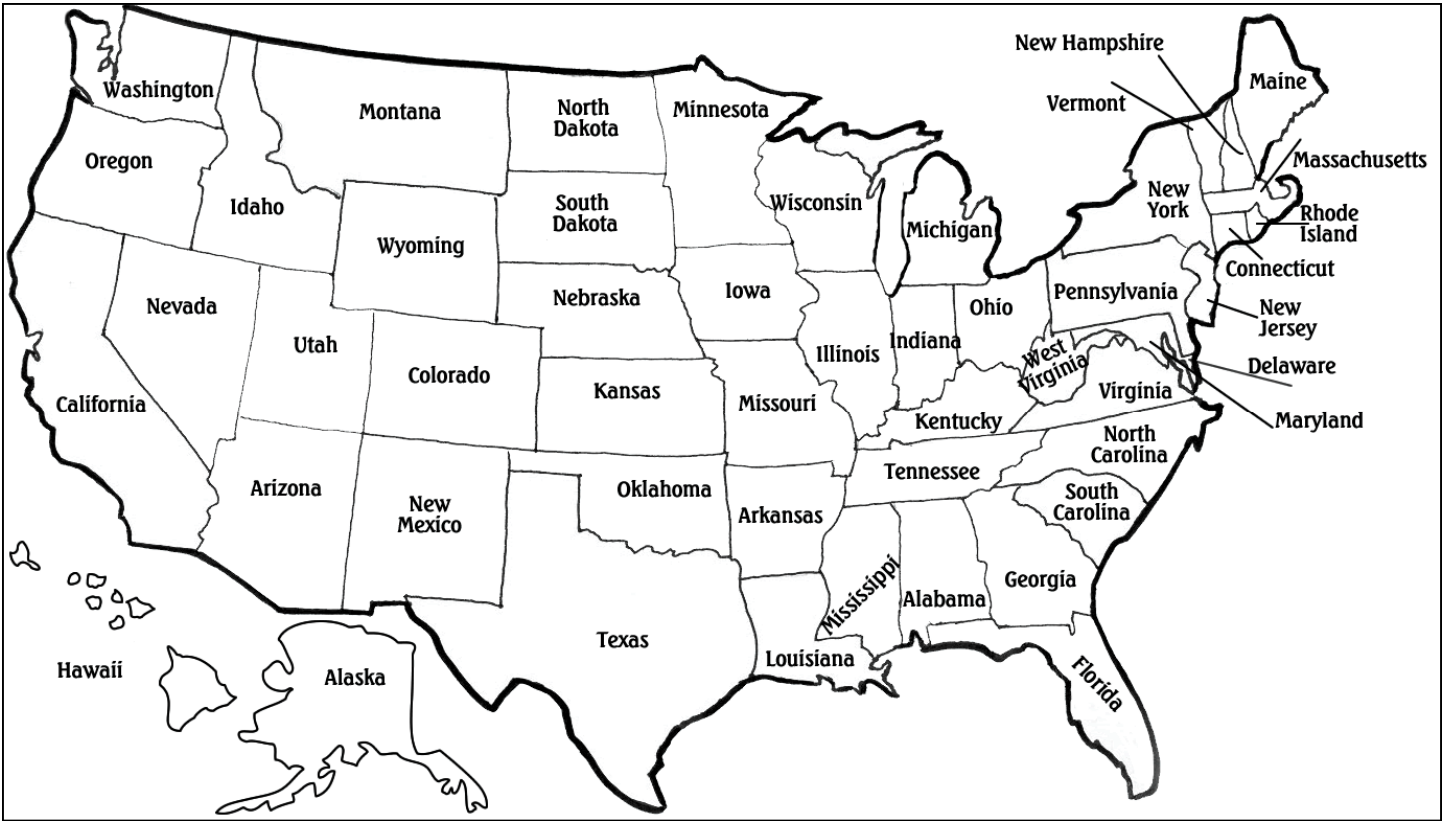 New Hampshire
Maine
Washington
Vermont
Montana
North
Dakota
Minnesota
Oregon
Massachusetts
Idaho
South
Dakota
Wisconsin
New
York
Michigan
Rhode
Island
Wyoming
Connecticut
Nevada
Nebraska
Iowa
Ohio
Pennsylvania
New
Jersey
Utah
Colorado
Illinois
Indiana
West
Virginia
Delaware
California
Kansas
Missouri
Kentucky
Virginia
Maryland
Arizona
New
Mexico
Oklahoma
Arkansas
Tennessee
North
Carolina
South
Carolina
Mississippi
Alabama
Georgia
Hawaii
Alaska
Texas
Louisiana
Florida